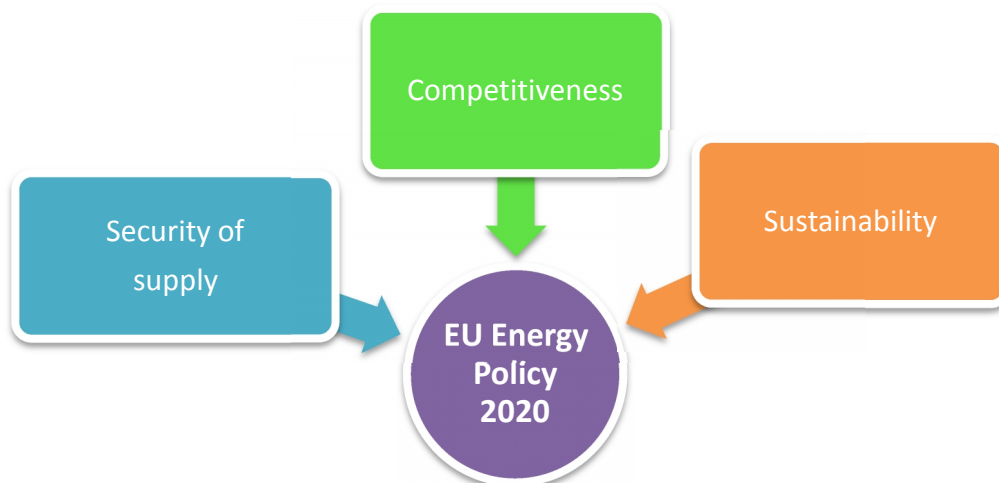 Competitiveness
Security of
supply
Sustainability
EU Energy
Policy
2020